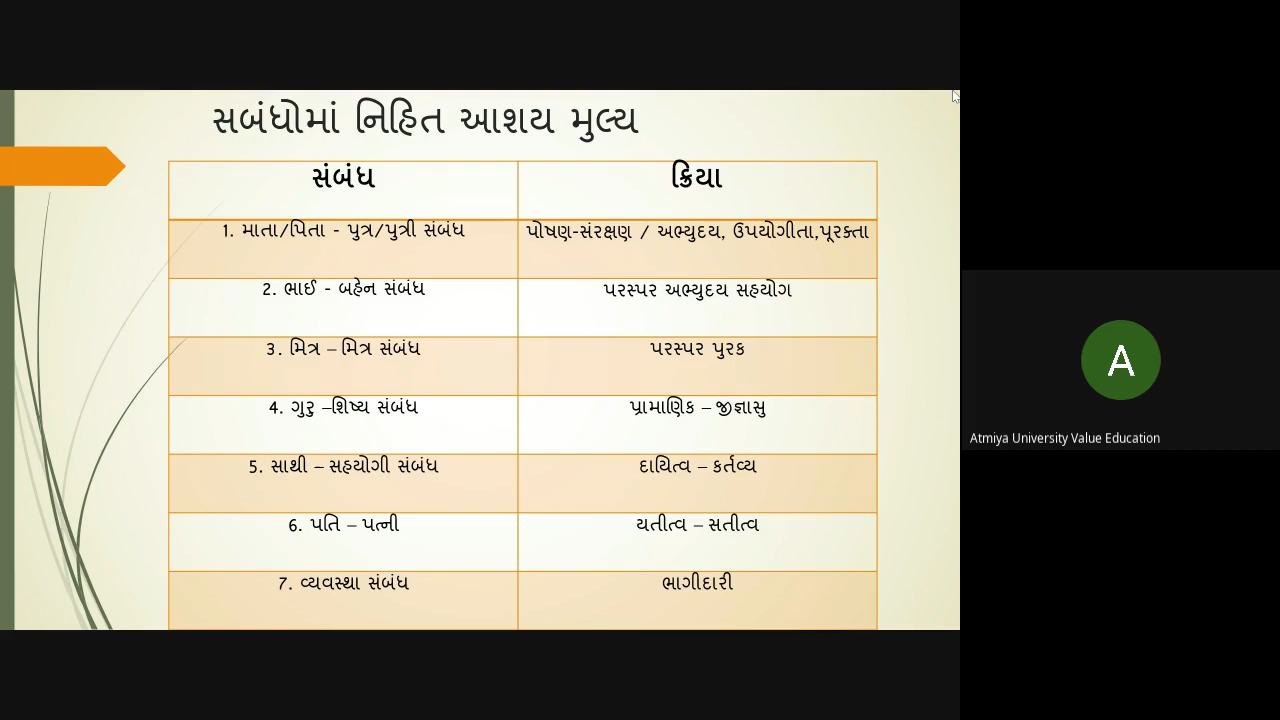 સબંધોમાં નિહિત આશય મુલ્ય
સંબંધ ક્રિયા
1. માતા/પિતા - પુત્ર/પુત્રી સંબંધ પોષણ-સંરક્ષણ / અભ્યુદય, ઉપયોગીતા,પૂરક્તા
2. ભાઈ - બહેન સંબંધ પરસ્પર અભ્યુદય સહયોગ
3. મિત્ર – મિત્ર સંબંધ પરસ્પર પુરક
4. ગુરુ –શિષ્ય સંબંધ પ્રામાણિક – જીજ્ઞાસુ
5. સાથી – સહયોગી સંબંધ દાયિત્વ – કર્તવ્ય
6. પતિ – પત્ની યતીત્વ – સતીત્વ
7. વ્યવસ્થા સંબંધ ભાગીદારી
A
Atmiya University Value Education